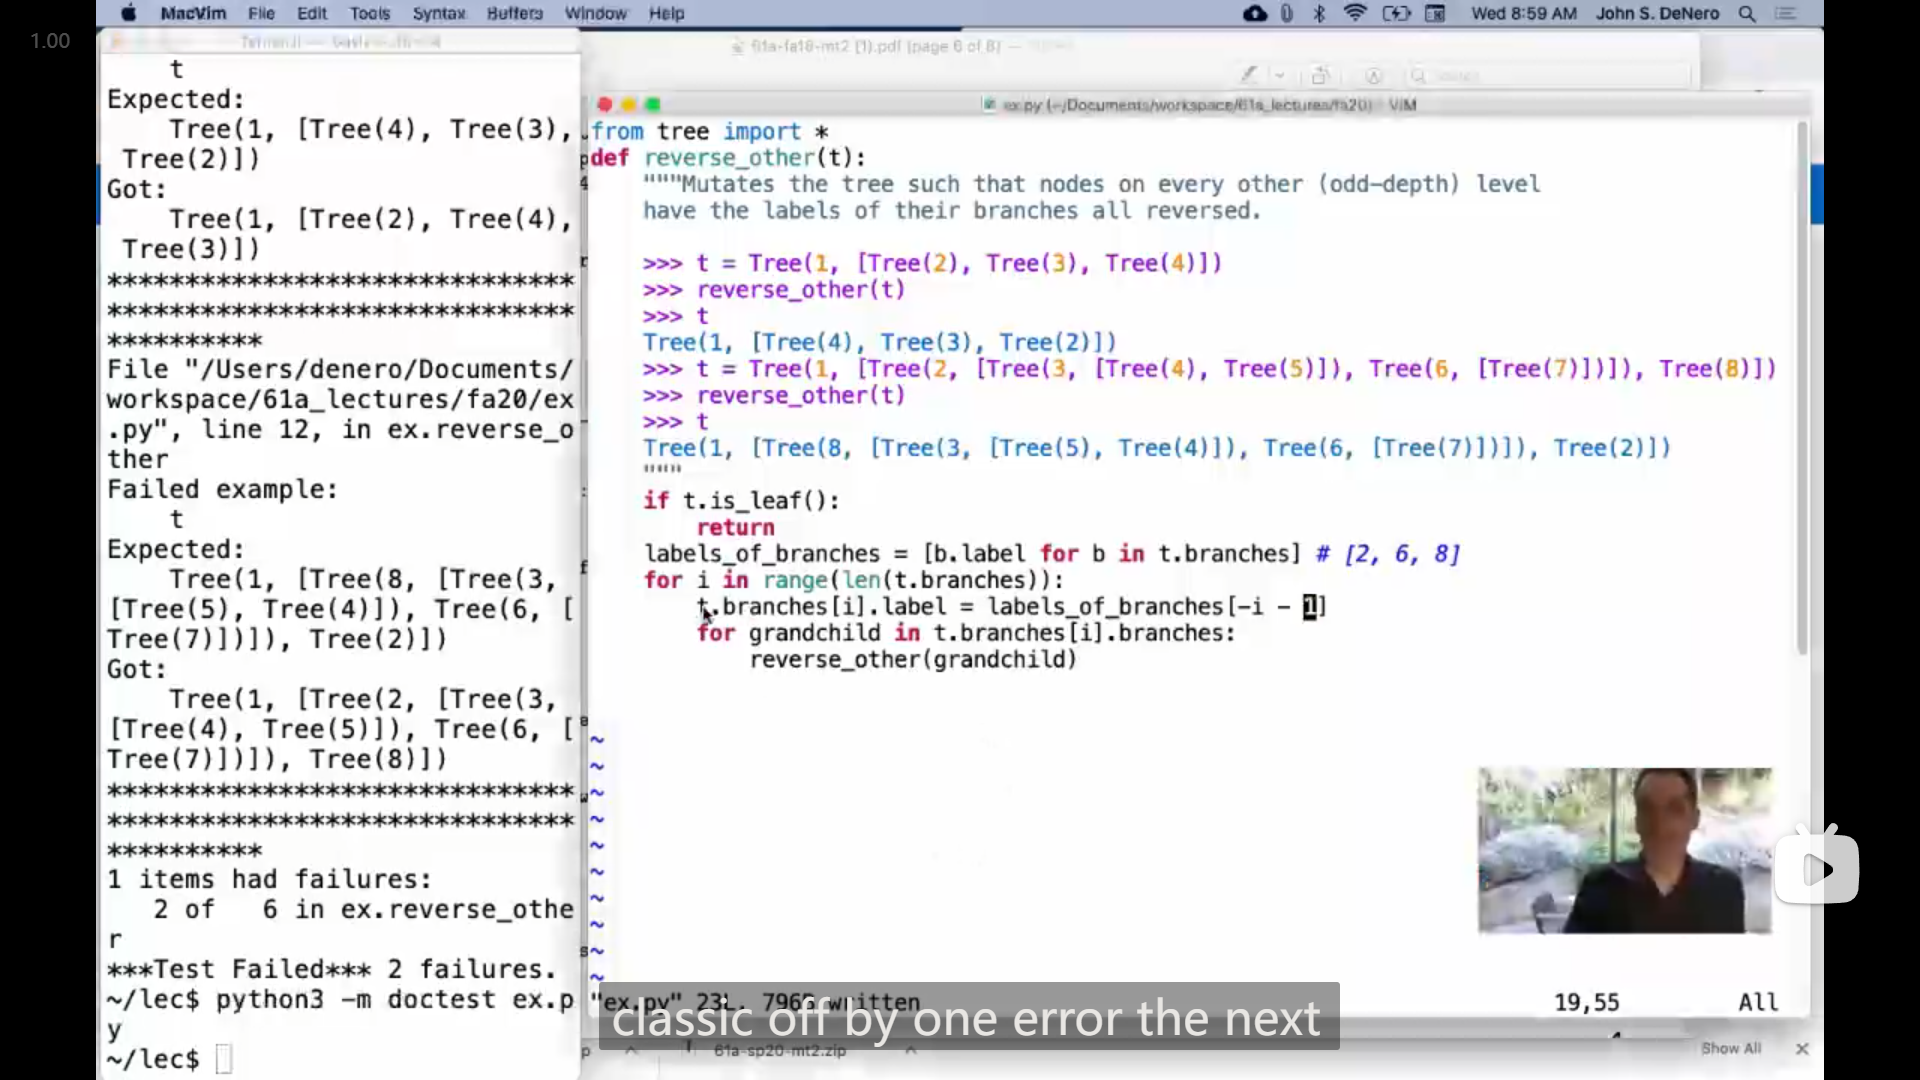 MacVim File Edit Tools Syntax Buffers Window Help
Wed 8:59 AM John S. DeNero
1.00
61a-fa18-mt2 (1).pdf (page 6 of 8)
t
Expected:
Tree(1, [Tree(4), Tree(3),
Tree(2)])
Got:
Tree(1, [Tree(2), Tree(4),
Tree(3)])
******************************
******************************
**********
File "/Users/denero/Documents/
workspace/61a_lectures/fa20/ex
.py", line 12, in ex.reverse_o
ther
Failed example:
t
Expected:
Tree(1, [Tree(8, [Tree(3,
[Tree(5), Tree(4)]), Tree(6, [
Tree(7)])]), Tree(2)])
Got:
Tree(1, [Tree(2, [Tree(3,
[Tree(4), Tree(5)]), Tree(6, [
Tree(7)])]), Tree(8)])
******************************
******************************
**********
1 items had failures:
2 of 6 in ex.reverse_othe
r
***Test Failed*** 2 failures.
~/lec$ python3 -m doctest ex.p
y
~/lec$
ex.py (~/Documents/workspace/61a_lectures/fa20) - VIM
from tree import *
def reverse_other(t):
"""Mutates the tree such that nodes on every other (odd-depth) level
have the labels of their branches all reversed.
>>> t = Tree(1, [Tree(2), Tree(3), Tree(4)])
>>> reverse_other(t)
>>> t
Tree(1, [Tree(4), Tree(3), Tree(2)])
>>> t = Tree(1, [Tree(2, [Tree(3, [Tree(4), Tree(5)]), Tree(6, [Tree(7)])]), Tree(8)])
>>> reverse_other(t)
>>> t
Tree(1, [Tree(8, [Tree(3, [Tree(5), Tree(4)]), Tree(6, [Tree(7)])]), Tree(2)])
"""
if t.is_leaf():
return
labels_of_branches = [b.label for b in t.branches] # [2, 6, 8]
for i in range(len(t.branches)):
t.branches[i].label = labels_of_branches[-i - 1]
for grandchild in t.branches[i].branches:
reverse_other(grandchild)
~
~
~
~
~
~
~
~
~
~
"ex.py" 23L, 796B written
19,55 All
classic off by one error the next
61a-sp20-mt2.zip
Show All